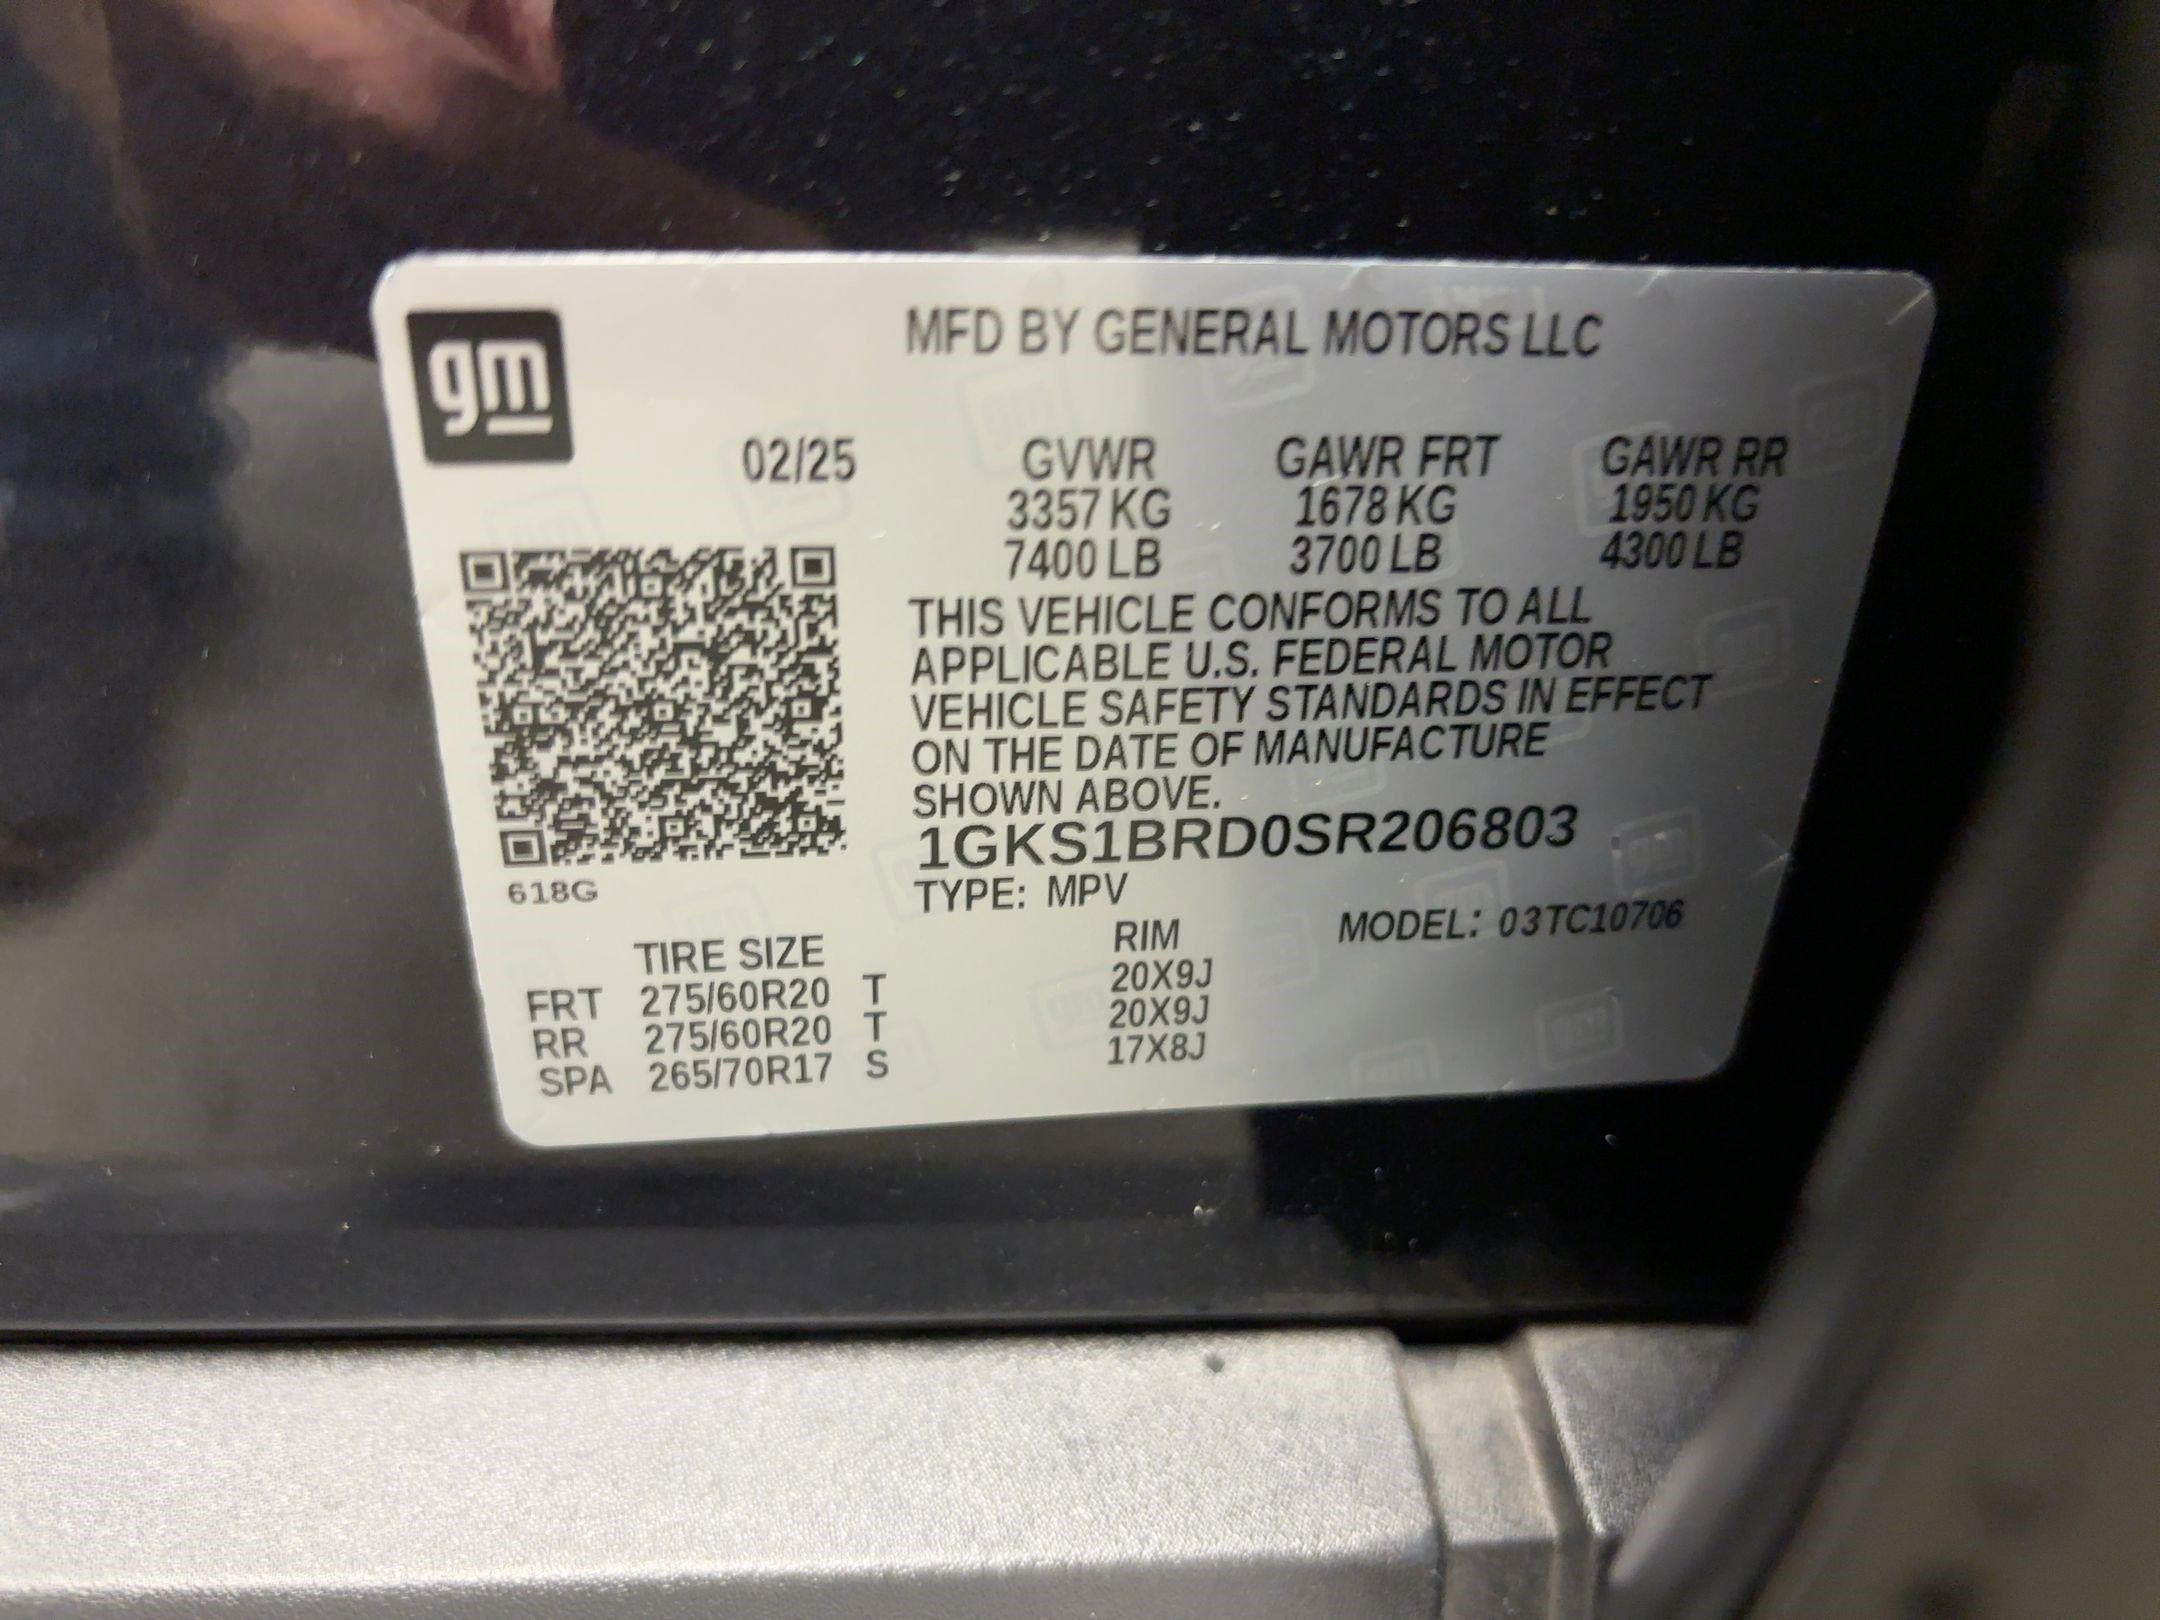 gm
MFD BY GENERAL MOTORS LLC
02/25 GVWR GAWR FRT GAWR RR
3357 KG 1678 KG 1950 KG
7400 LB 3700 LB 4300 LB
THIS VEHICLE CONFORMS TO ALL
APPLICABLE U.S. FEDERAL MOTOR
VEHICLE SAFETY STANDARDS IN EFFECT
ON THE DATE OF MANUFACTURE
SHOWN ABOVE.
1GKS1BRD0SR206803
618G
TYPE: MPV
MODEL: 03TC10706
TIRE SIZE RIM
FRT 275/60R20 T 20X9J
RR 275/60R20 T 20X9J
SPA 265/70R17 S 17X8J